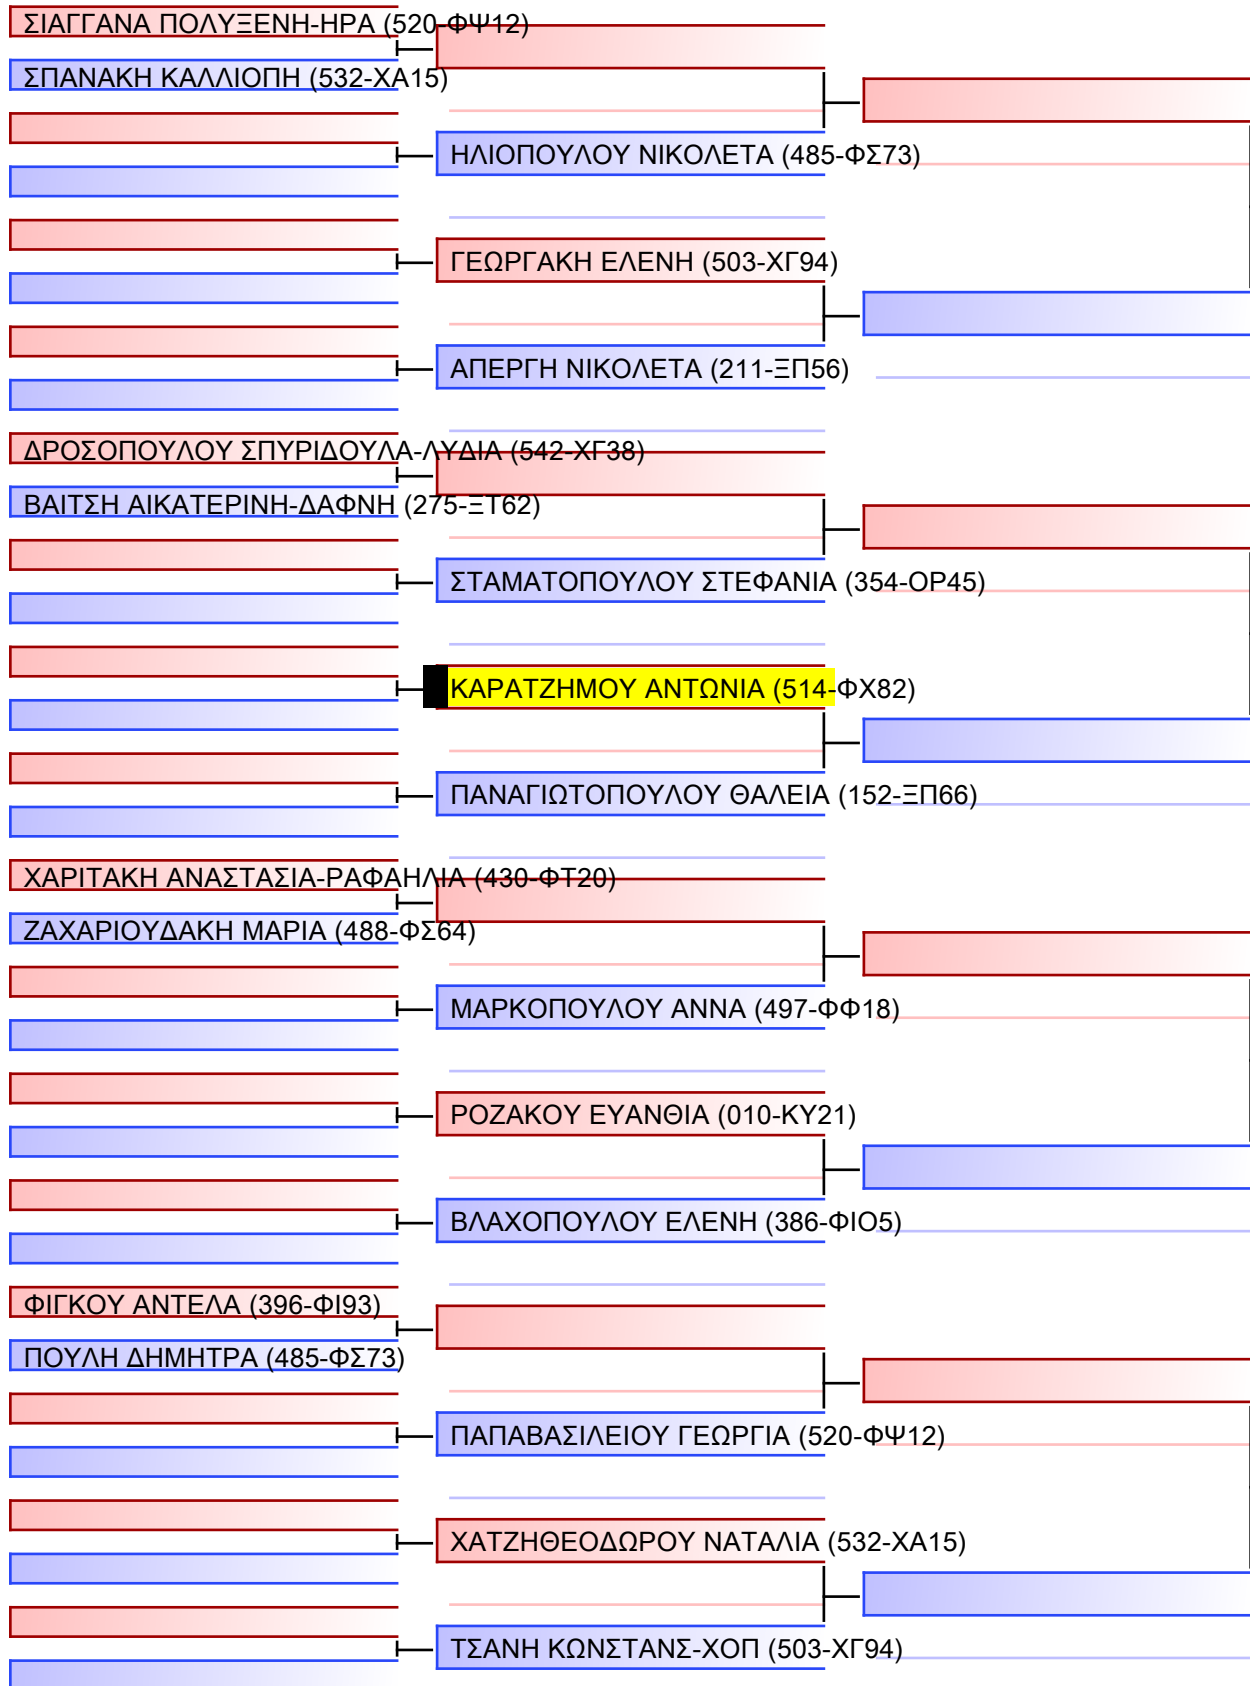 ΣΙΑΓΓΑΝΑ ΠΟΛΥΞΕΝΗ-ΗΡΑ (520-ΦΨ12)
ΣΠΑΝΑΚΗ ΚΑΛΛΙΟΠΗ (532-ΧΑ15)
ΗΛΙΟΠΟΥΛΟΥ ΝΙΚΟΛΕΤΑ (485-ΦΣ73)
ΓΕΩΡΓΑΚΗ ΕΛΕΝΗ (503-ΧΓ94)
ΑΠΕΡΓΗ ΝΙΚΟΛΕΤΑ (211-ΞΠ56)
ΔΡΟΣΟΠΟΥΛΟΥ ΣΠΥΡΙΔΟΥΛΑ-ΛΥΔΙΑ (542-ΧΓ38)
ΒΑΙΤΣΗ ΑΙΚΑΤΕΡΙΝΗ-ΔΑΦΝΗ (275-ΞΤ62)
ΣΤΑΜΑΤΟΠΟΥΛΟΥ ΣΤΕΦΑΝΙΑ (354-ΟΡ45)
ΚΑΡΑΤΖΗΜΟΥ ΑΝΤΩΝΙΑ (514-ΦΧ82)
ΠΑΝΑΓΙΩΤΟΠΟΥΛΟΥ ΘΑΛΕΙΑ (152-ΞΠ66)
ΧΑΡΙΤΑΚΗ ΑΝΑΣΤΑΣΙΑ-ΡΑΦΑΗΛΙΑ (430-ΦΤ20)
ΖΑΧΑΡΙΟΥΔΑΚΗ ΜΑΡΙΑ (488-ΦΣ64)
ΜΑΡΚΟΠΟΥΛΟΥ ΑΝΝΑ (497-ΦΦ18)
ΡΟΖΑΚΟΥ ΕΥΑΝΘΙΑ (010-ΚΥ21)
ΒΛΑΧΟΠΟΥΛΟΥ ΕΛΕΝΗ (386-ΦΙΟ5)
ΦΙΓΚΟΥ ΑΝΤΕΛΑ (396-ΦΙ93)
ΠΟΥΛΗ ΔΗΜΗΤΡΑ (485-ΦΣ73)
ΠΑΠΑΒΑΣΙΛΕΙΟΥ ΓΕΩΡΓΙΑ (520-ΦΨ12)
ΧΑΤΖΗΘΕΟΔΩΡΟΥ ΝΑΤΑΛΙΑ (532-ΧΑ15)
ΤΣΑΝΗ ΚΩΝΣΤΑΝΣ-ΧΟΠ (503-ΧΓ94)